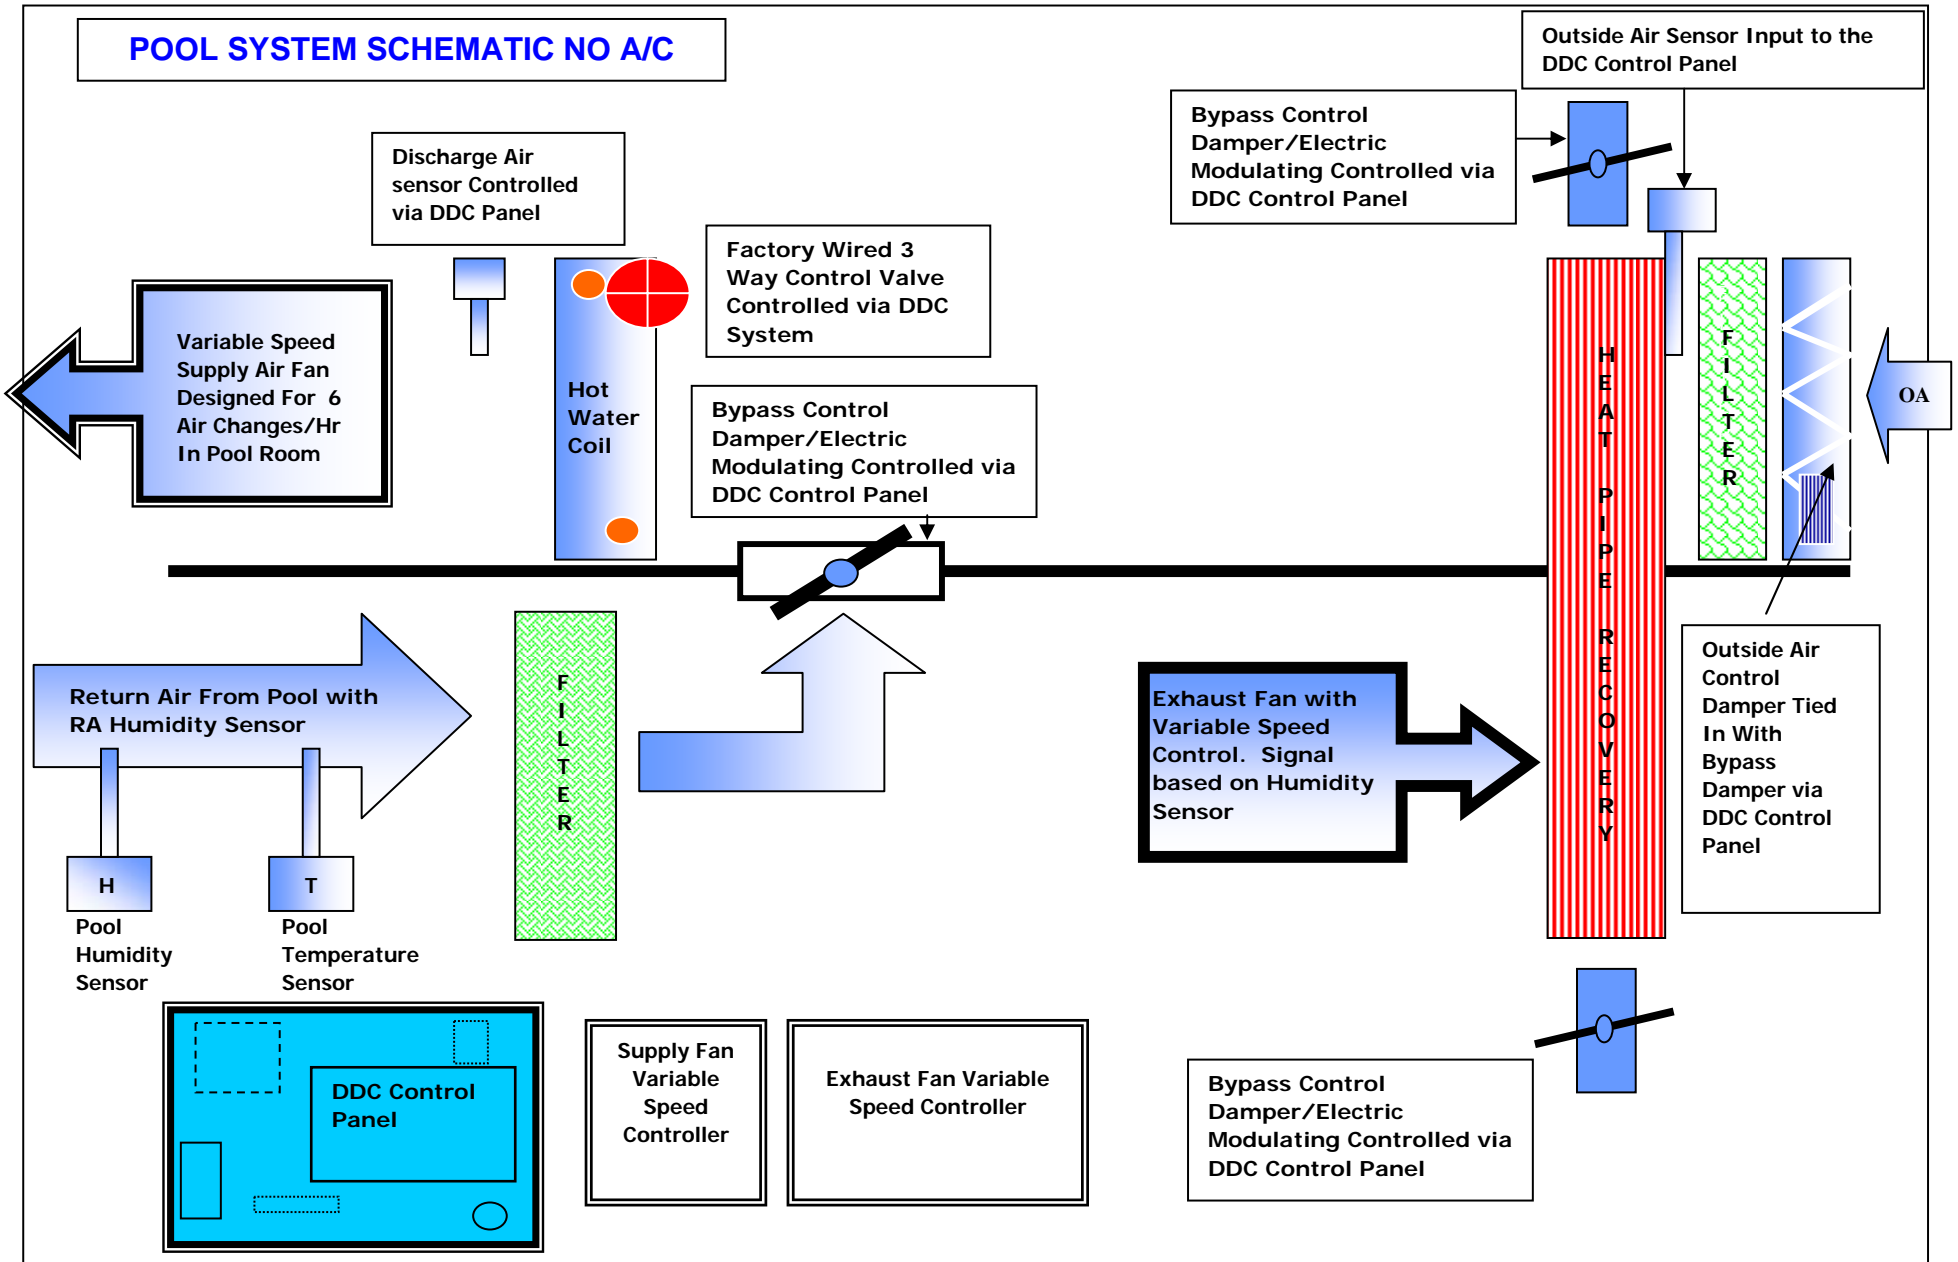 POOL SYSTEM SCHEMATIC NO A/C
Outside Air Sensor Input to the
DDC Control Panel
Bypass Control
Damper/Electric
Modulating Controlled via
DDC Control Panel
Discharge Air
sensor Controlled
via DDC Panel
Factory Wired 3
Way Control Valve
Controlled via DDC
System
Variable Speed
Supply Air Fan
Designed For 6
Air Changes/Hr
In Pool Room
Hot
Water
Coil
Bypass Control
Damper/Electric
Modulating Controlled via
DDC Control Panel
HEAT PIPE RECOVERY
FILTER
OA
Return Air From Pool with
RA Humidity Sensor
FILTER
Exhaust Fan with
Variable Speed
Control. Signal
based on Humidity
Sensor
Outside Air
Control
Damper Tied
In With
Bypass
Damper via
DDC Control
Panel
H
Pool
Humidity
Sensor
T
Pool
Temperature
Sensor
DDC Control
Panel
Supply Fan
Variable
Speed
Controller
Exhaust Fan Variable
Speed Controller
Bypass Control
Damper/Electric
Modulating Controlled via
DDC Control Panel